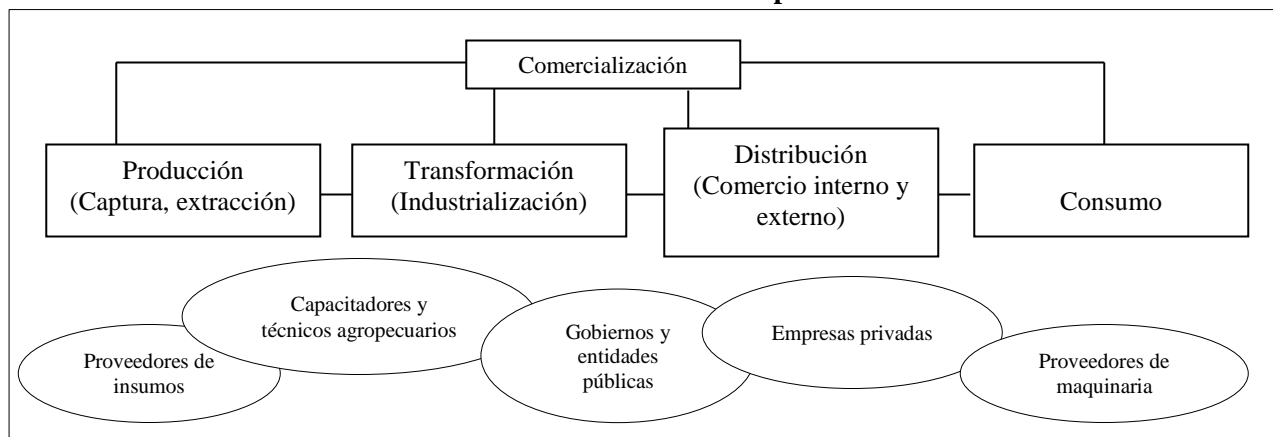 Comercialización
Producción
(Captura, extracción)
Transformación
(Industrialización)
Distribución
(Comercio interno y
externo)
Consumo
Proveedores de
insumos
Capacitadores y
técnicos agropecuarios
Gobiernos y
entidades
públicas
Empresas privadas
Proveedores de
maquinaria